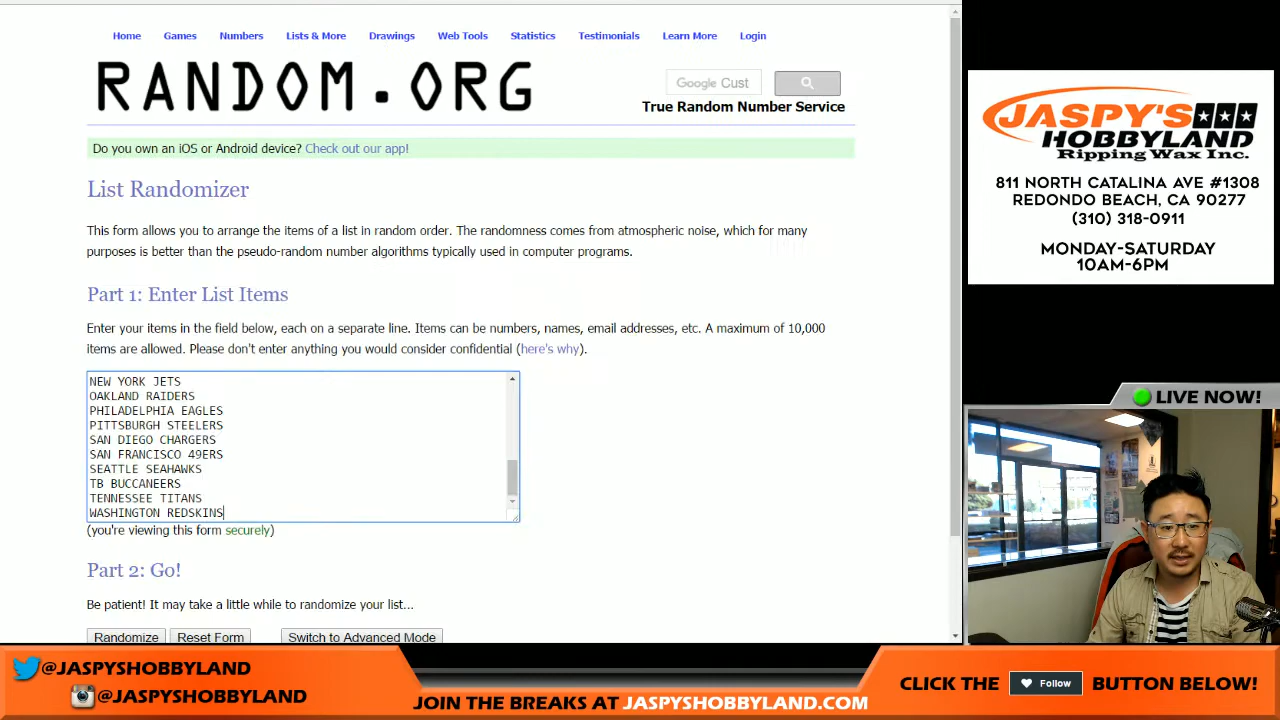 Home Games Numbers Lists & More Drawings Web Tools Statistics Testimonials Learn More Login
RANDOM.ORG
Google Cust
True Random Number Service
Do you own an iOS or Android device? Check out our app!
List Randomizer
This form allows you to arrange the items of a list in random order. The randomness comes from atmospheric noise, which for many
purposes is better than the pseudo-random number algorithms typically used in computer programs.
Part 1: Enter List Items
Enter your items in the field below, each on a separate line. Items can be numbers, names, email addresses, etc. A maximum of 10,000
items are allowed. Please don't enter anything you would consider confidential (here's why).
NEW YORK JETS
OAKLAND RAIDERS
PHILADELPHIA EAGLES
PITTSBURGH STEELERS
SAN DIEGO CHARGERS
SAN FRANCISCO 49ERS
SEATTLE SEAHAWKS
TB BUCCANEERS
TENNESSEE TITANS
WASHINGTON REDSKINS
(you're viewing this form securely)
Part 2: Go!
Be patient! It may take a little while to randomize your list...
Randomize Reset Form Switch to Advanced Mode
JASPY'S
HOBBYLAND
Ripping Wax Inc.
811 NORTH CATALINA AVE #1308
REDONDO BEACH, CA 90277
(310) 318-0911
MONDAY-SATURDAY
10AM-6PM
LIVE NOW!
@JASPYSHOBBYLAND
@JASPYSHOBBYLAND
JOIN THE BREAKS AT JASPYSHOBBYLAND.COM
CLICK THE Follow BUTTON BELOW!